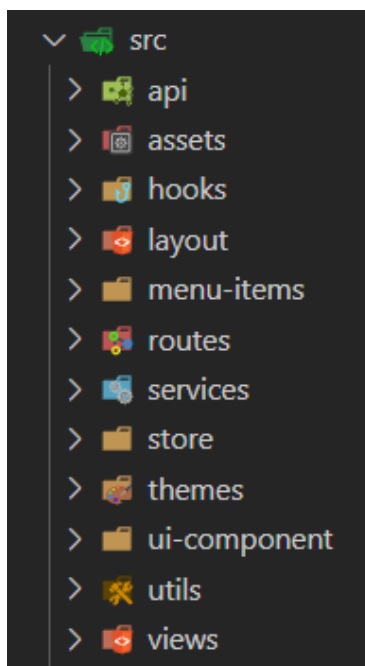 src
api
assets
hooks
layout
menu-items
routes
services
store
themes
ui-component
utils
views